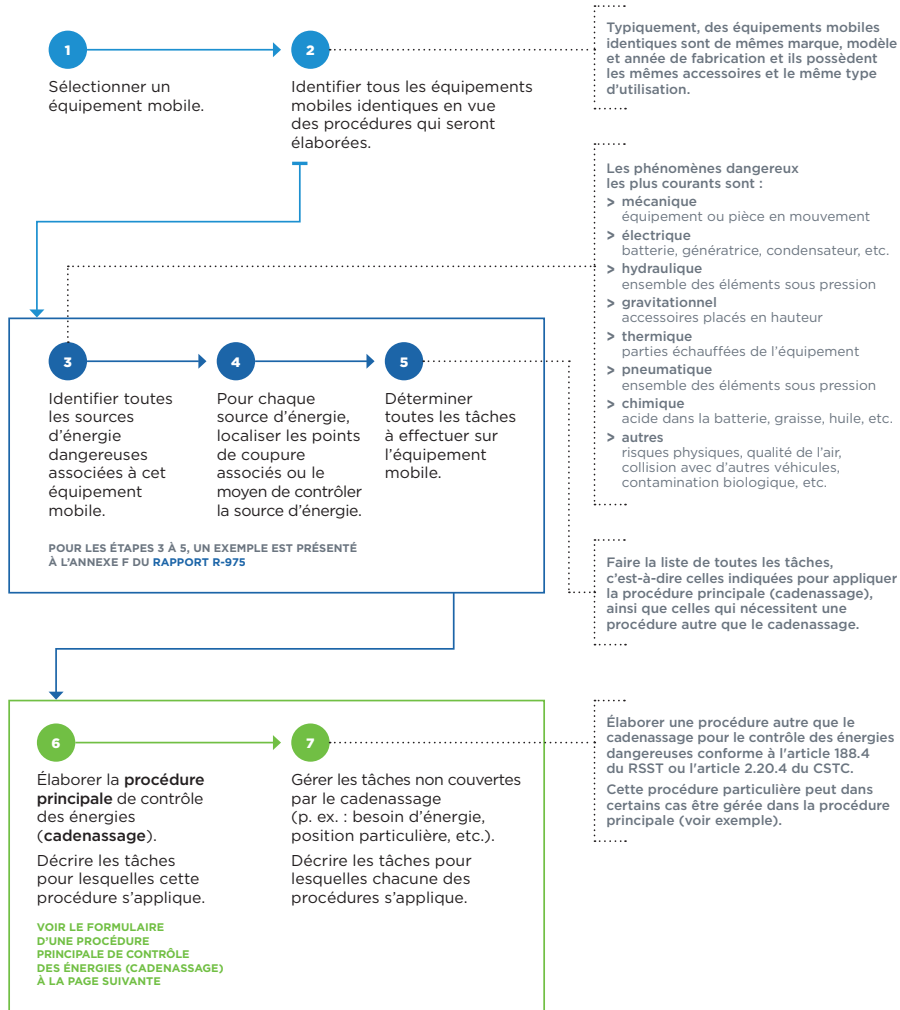 1
Sélectionner un
équipement mobile.
2
Identifier tous les équipements
mobiles identiques en vue
des procédures qui seront
élaborées.
Typiquement, des équipements mobiles
identiques sont de mêmes marque, modèle
et année de fabrication et ils possèdent
les mêmes accessoires et le même type
d'utilisation.
Les phénomènes dangereux
les plus courants sont :
> mécanique
équipement ou pièce en mouvement
> électrique
batterie, génératrice, condensateur, etc.
> hydraulique
ensemble des éléments sous pression
> gravitationnel
accessoires placés en hauteur
> thermique
parties échauffées de l'équipement
> pneumatique
ensemble des éléments sous pression
> chimique
acide dans la batterie, graisse, huile, etc.
> autres
risques physiques, qualité de l'air,
collision avec d'autres véhicules,
contamination biologique, etc.
3
Identifier toutes
les sources
d'énergie
dangereuses
associées à cet
équipement
mobile.
4
Pour chaque
source d'énergie,
localiser les points
de coupure
associés ou le
moyen de contrôler
la source d'énergie.
5
Déterminer
toutes les tâches
à effectuer sur
l'équipement
mobile.
POUR LES ÉTAPES 3 À 5, UN EXEMPLE EST PRÉSENTÉ
À L'ANNEXE F DU RAPPORT R-975
Faire la liste de toutes les tâches,
c'est-à-dire celles indiquées pour appliquer
la procédure principale (cadenassage),
ainsi que celles qui nécessitent une
procédure autre que le cadenassage.
6
Élaborer la procédure
principale de contrôle
des énergies
(cadenassage).
Décrire les tâches
pour lesquelles cette
procédure s'applique.
VOIR LE FORMULAIRE
D'UNE PROCÉDURE
PRINCIPALE DE CONTRÔLE
DES ÉNERGIES (CADENASSAGE)
À LA PAGE SUIVANTE
7
Gérer les tâches non couvertes
par le cadenassage
(p. ex. : besoin d'énergie,
position particulière, etc.).
Décrire les tâches pour
lesquelles chacune des
procédures s'applique.
Élaborer une procédure autre que le
cadenassage pour le contrôle des énergies
dangereuses conforme à l'article 188.4
du RSST ou l'article 2.20.4 du CSTC.
Cette procédure particulière peut dans
certains cas être gérée dans la procédure
principale (voir exemple).